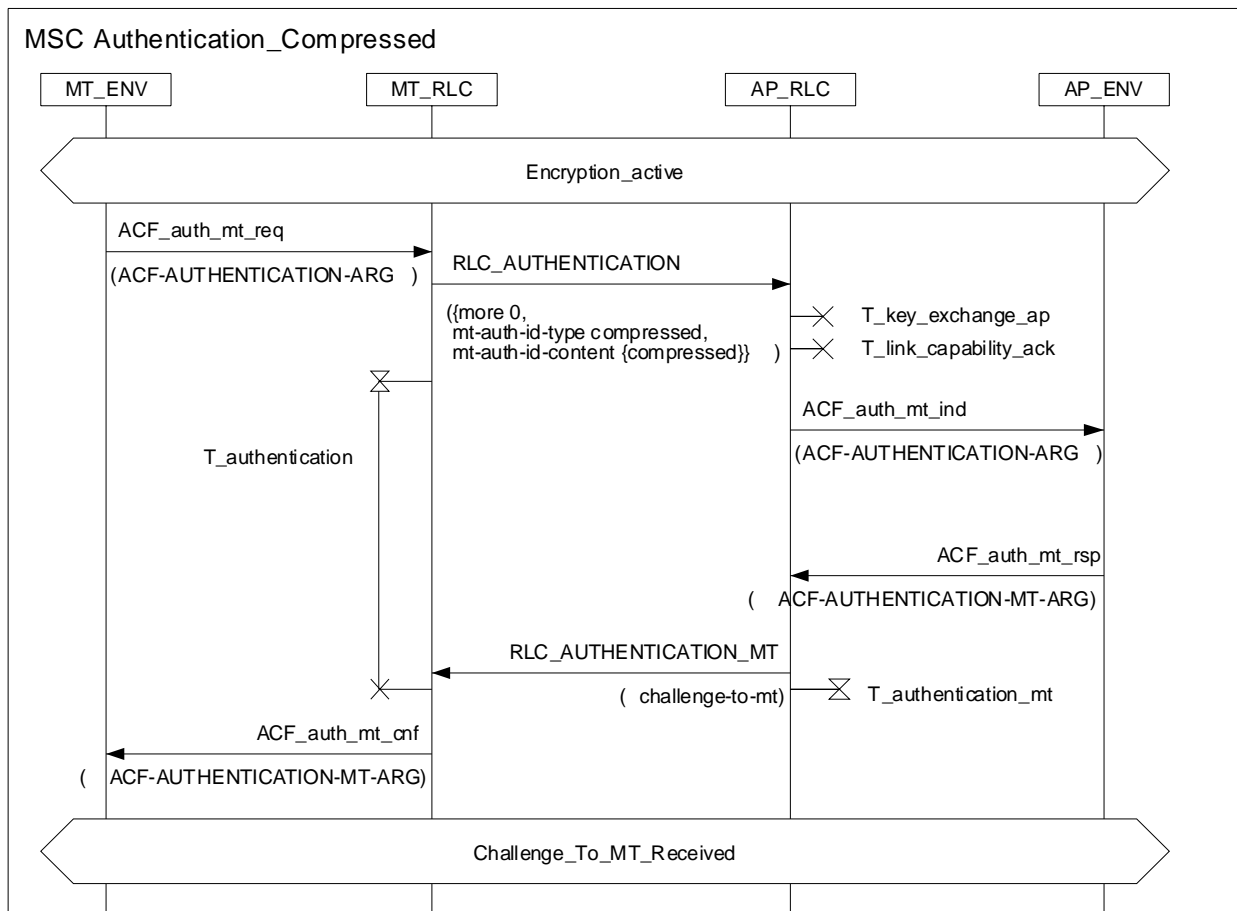 MSC Authentication_Compressed
MT_ENV MT_RLC AP_RLC AP_ENV
Encryption_active
ACF_auth_mt_req
(ACF-AUTHENTICATION-ARG )
RLC_AUTHENTICATION
({more 0,
mt-auth-id-type compressed,
mt-auth-id-content {compressed}} )
T_key_exchange_ap
T_link_capability_ack
ACF_auth_mt_ind
(ACF-AUTHENTICATION-ARG )
T_authentication
ACF_auth_mt_rsp
( ACF-AUTHENTICATION-MT-ARG)
RLC_AUTHENTICATION_MT
( challenge-to-mt)
T_authentication_mt
ACF_auth_mt_cnf
( ACF-AUTHENTICATION-MT-ARG)
Challenge_To_MT_Received